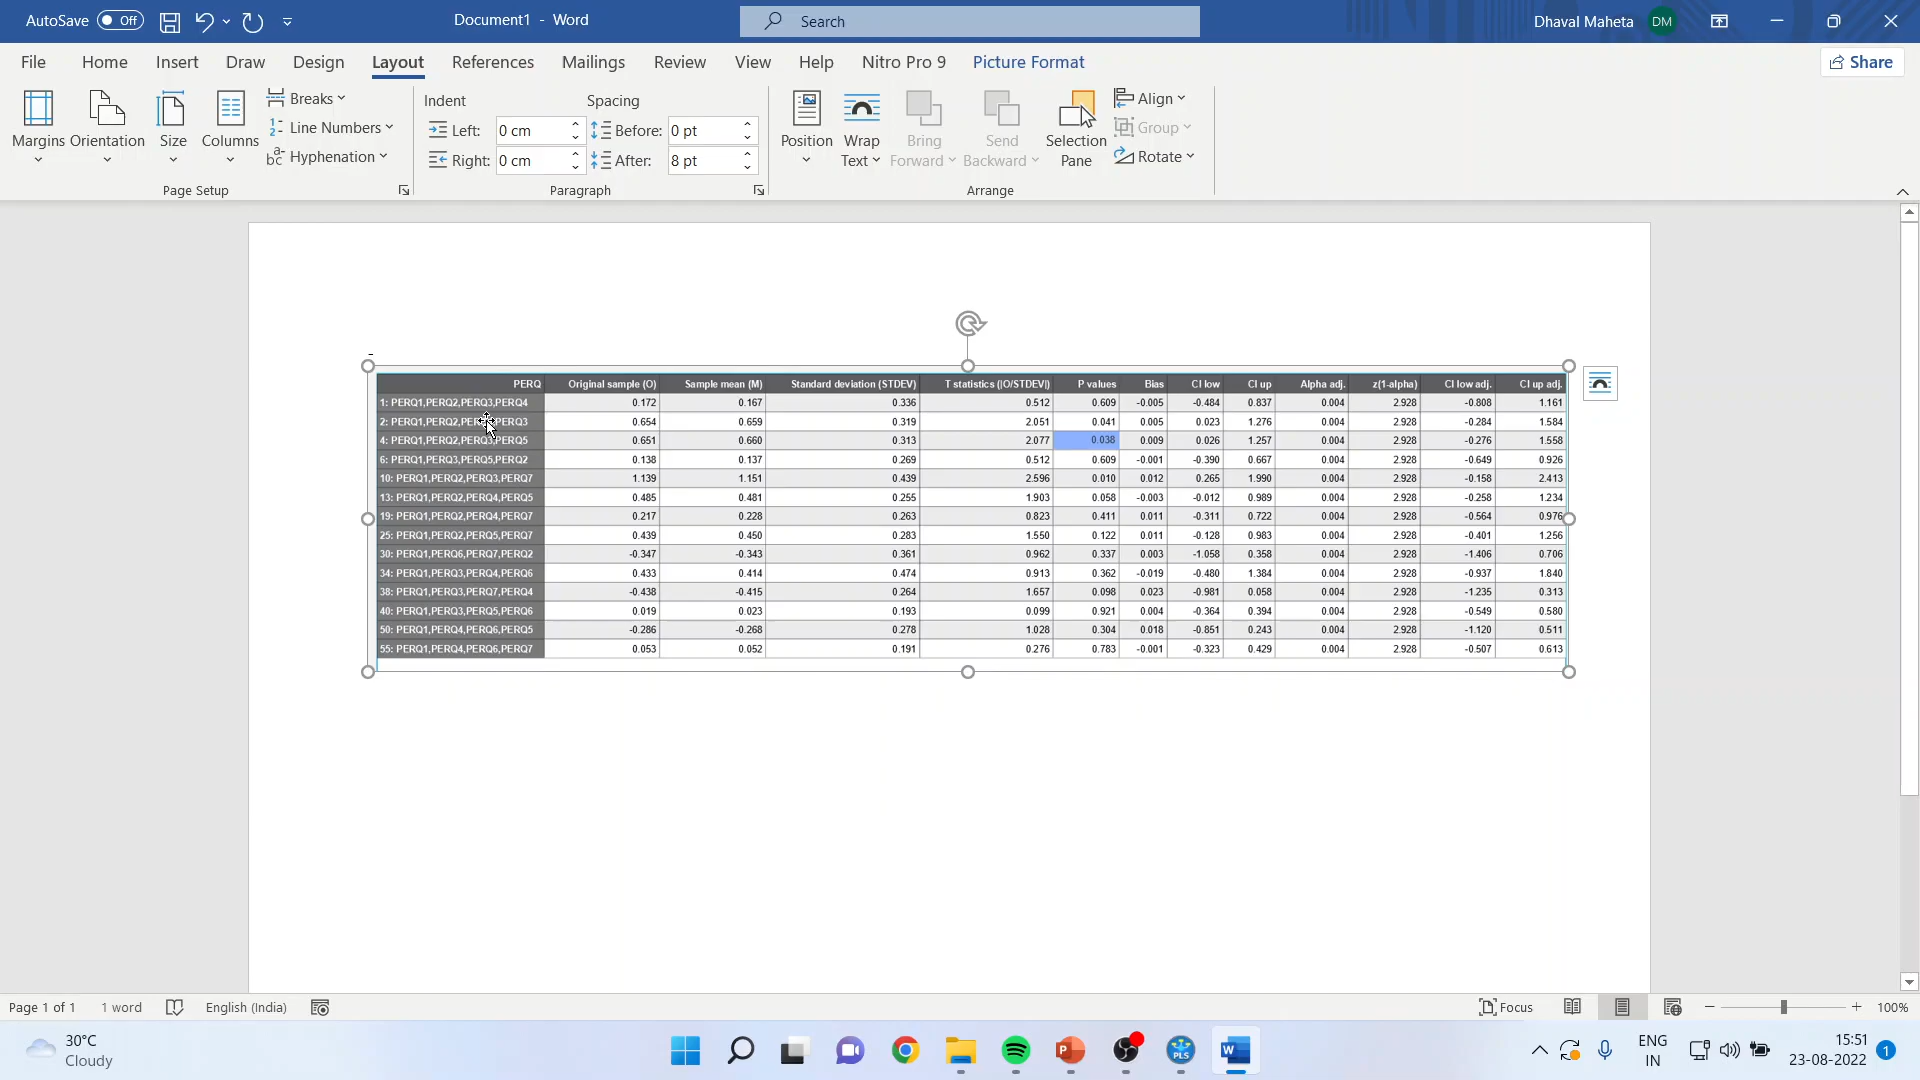 AutoSave Off Document1 - Word Search Dhaval Maheta DM
File Home Insert Draw Design Layout References Mailings Review View Help Nitro Pro 9 Picture Format Share
Margins Orientation Size Columns Breaks Line Numbers Hyphenation
Page Setup
Indent Spacing
Left: 0 cm Before: 0 pt
Right: 0 cm After: 8 pt
Paragraph
Position Wrap Text Bring Forward Send Backward Selection Pane Align Group Rotate
Arrange
PERQ Original sample (O) Sample mean (M) Standard deviation (STDEV) T statistics (|O/STDEV|) P values Bias CI low CI up Alpha adj. z(1-alpha) CI low adj. CI up adj.
1: PERQ1,PERQ2,PERQ3,PERQ4 0.172 0.167 0.336 0.512 0.609 -0.005 -0.484 0.837 0.004 2.928 -0.808 1.161
2: PERQ1,PERQ2,PERQ4,PERQ3 0.654 0.659 0.319 2.051 0.041 0.005 0.023 1.276 0.004 2.928 -0.284 1.584
4: PERQ1,PERQ2,PERQ3,PERQ5 0.651 0.660 0.313 2.077 0.038 0.009 0.026 1.257 0.004 2.928 -0.276 1.558
6: PERQ1,PERQ3,PERQ5,PERQ2 0.138 0.137 0.269 0.512 0.609 -0.001 -0.390 0.667 0.004 2.928 -0.649 0.926
10: PERQ1,PERQ2,PERQ3,PERQ7 1.139 1.151 0.439 2.596 0.010 0.012 0.265 1.990 0.004 2.928 -0.158 2.413
13: PERQ1,PERQ2,PERQ4,PERQ5 0.485 0.481 0.255 1.903 0.058 -0.003 -0.012 0.989 0.004 2.928 -0.258 1.234
19: PERQ1,PERQ2,PERQ4,PERQ7 0.217 0.228 0.263 0.823 0.411 0.011 -0.311 0.722 0.004 2.928 -0.564 0.976
25: PERQ1,PERQ2,PERQ5,PERQ7 0.439 0.450 0.283 1.550 0.122 0.011 -0.128 0.983 0.004 2.928 -0.401 1.256
30: PERQ1,PERQ6,PERQ7,PERQ2 -0.347 -0.343 0.361 0.962 0.337 0.003 -1.058 0.358 0.004 2.928 -1.406 0.706
34: PERQ1,PERQ3,PERQ4,PERQ6 0.433 0.414 0.474 0.913 0.362 -0.019 -0.480 1.384 0.004 2.928 -0.937 1.840
38: PERQ1,PERQ3,PERQ7,PERQ4 -0.438 -0.415 0.264 1.657 0.098 0.023 -0.981 0.058 0.004 2.928 -1.235 0.313
40: PERQ1,PERQ3,PERQ5,PERQ6 0.019 0.023 0.193 0.099 0.921 0.004 -0.364 0.394 0.004 2.928 -0.549 0.580
50: PERQ1,PERQ4,PERQ6,PERQ5 -0.286 -0.268 0.278 1.028 0.304 0.018 -0.851 0.243 0.004 2.928 -1.120 0.511
55: PERQ1,PERQ4,PERQ6,PERQ7 0.053 0.052 0.191 0.276 0.783 -0.001 -0.323 0.429 0.004 2.928 -0.507 0.613
Page 1 of 1 1 word English (India) Focus 100%
30°C
Cloudy
PLS
ENG
IN
15:51
23-08-2022
1